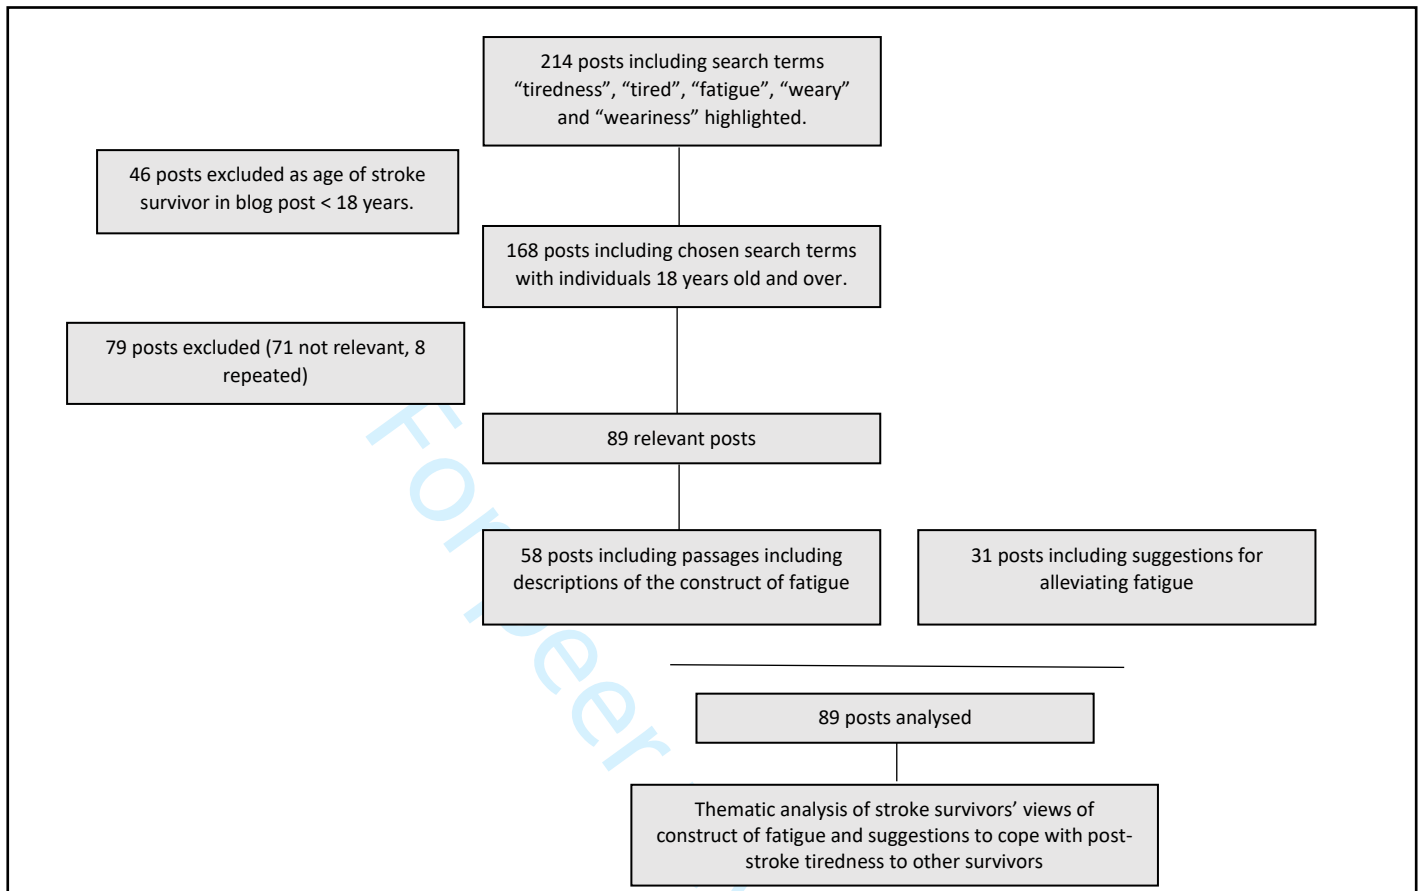 214 posts including search terms
“tiredness”, “tired”, “fatigue”, “weary”
and “weariness” highlighted.
46 posts excluded as age of stroke
survivor in blog post < 18 years.
168 posts including chosen search terms
with individuals 18 years old and over.
79 posts excluded (71 not relevant, 8
repeated)
89 relevant posts
58 posts including passages including
descriptions of the construct of fatigue
31 posts including suggestions for
alleviating fatigue
89 posts analysed
Thematic analysis of stroke survivors’ views of
construct of fatigue and suggestions to cope with post-
stroke tiredness to other survivors
For peer